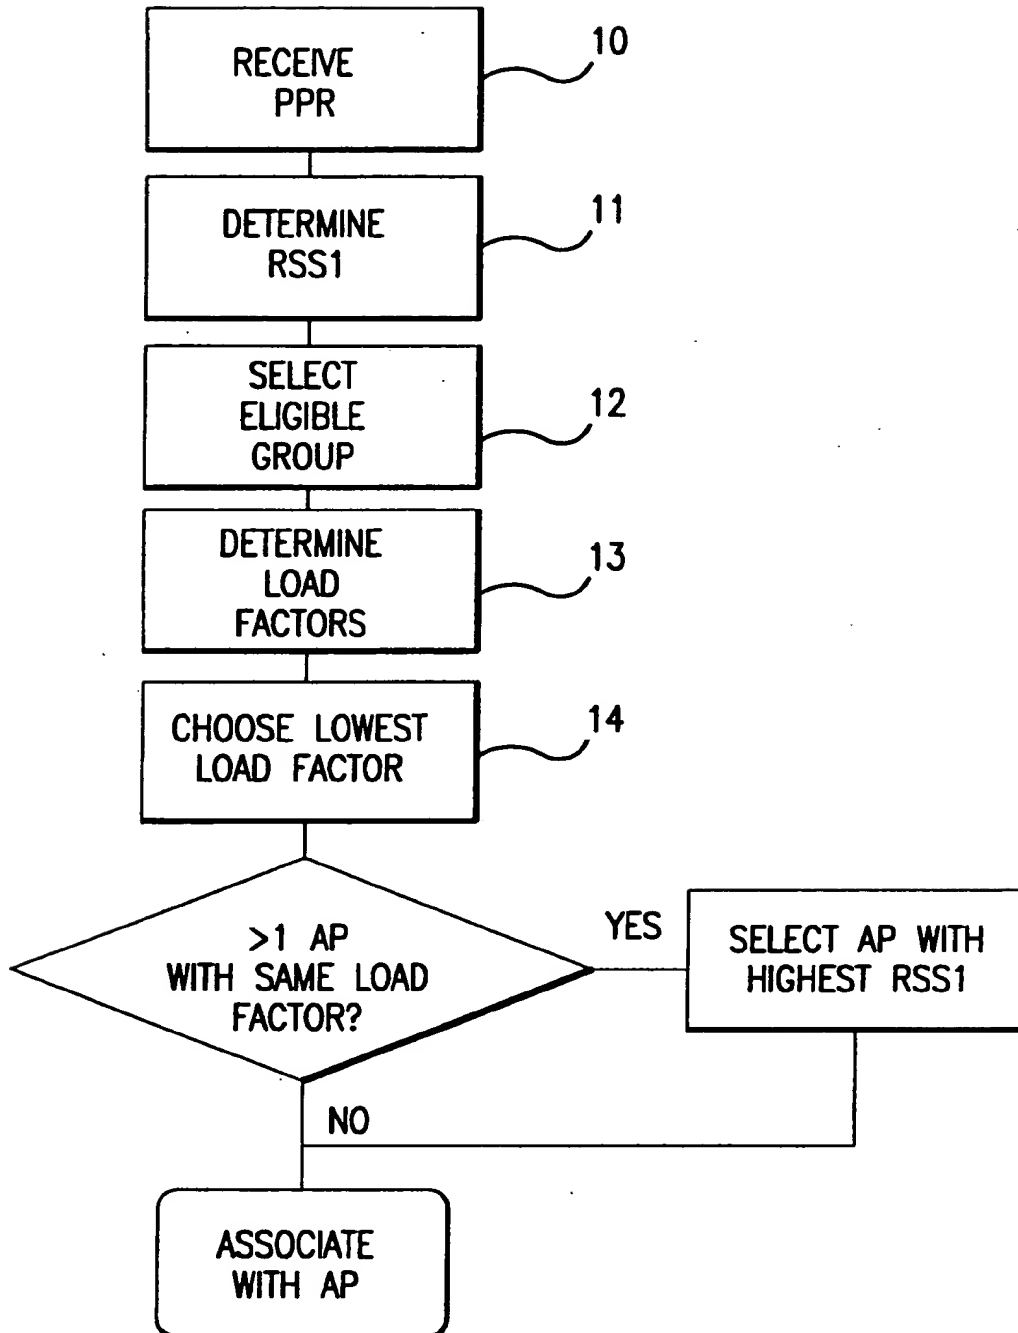 RECEIVE
PPR
10
DETERMINE
RSS1
11
SELECT
ELIGIBLE
GROUP
12
DETERMINE
LOAD
FACTORS
13
CHOOSE LOWEST
LOAD FACTOR
14
>1 AP
WITH SAME LOAD
FACTOR?
YES
SELECT AP WITH
HIGHEST RSS1
NO
ASSOCIATE
WITH AP